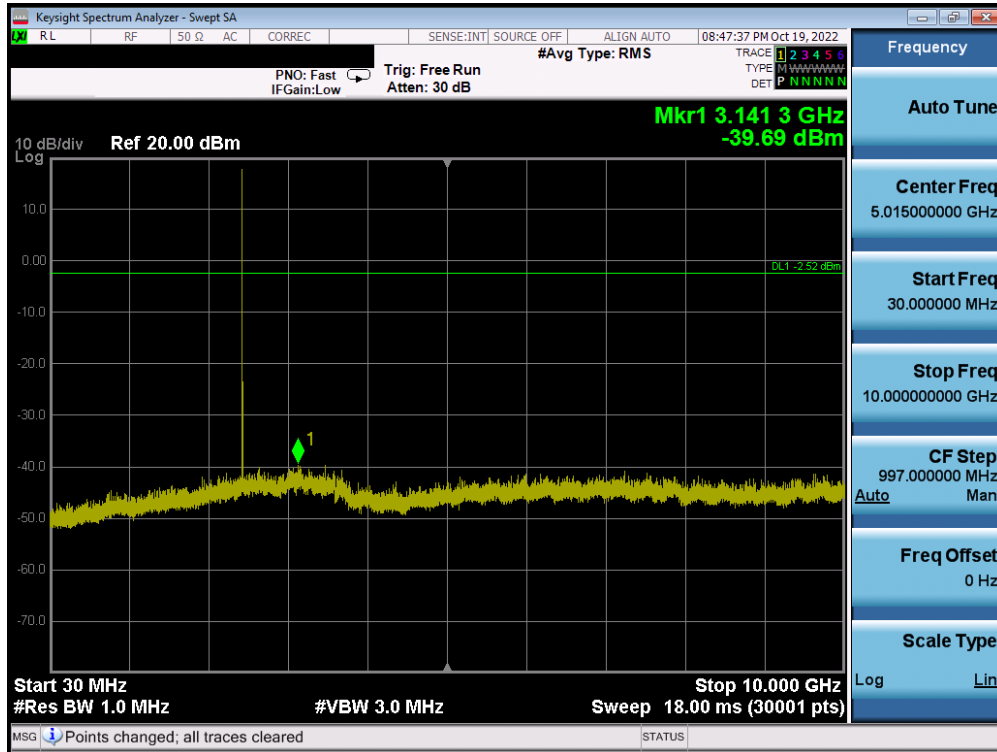 Keysight Spectrum Analyzer - Swept SA
LXI RL RF 50 Ω AC CORREC SENSE:INT SOURCE OFF ALIGN AUTO 08:47:37 PM Oct 19, 2022
#Avg Type: RMS
TRACE 1 2 3 4 5 6
PNO: Fast Trig: Free Run
TYPE M WWWWW
IFGain:Low Atten: 30 dB
DET P N N N N N
Mkr1 3.141 3 GHz
-39.69 dBm
10 dB/div Ref 20.00 dBm
Log
10.0
0.00
DL1 -2.52 dBm
-10.0
-20.0
-30.0
1
-40.0
-50.0
-60.0
-70.0
Start 30 MHz Stop 10.000 GHz
#Res BW 1.0 MHz #VBW 3.0 MHz Sweep 18.00 ms (30001 pts)
MSG Points changed; all traces cleared STATUS
Frequency
Auto Tune
Center Freq
5.015000000 GHz
Start Freq
30.000000 MHz
Stop Freq
10.000000000 GHz
CF Step
997.000000 MHz
Auto Man
Freq Offset
0 Hz
Scale Type
Log Lin